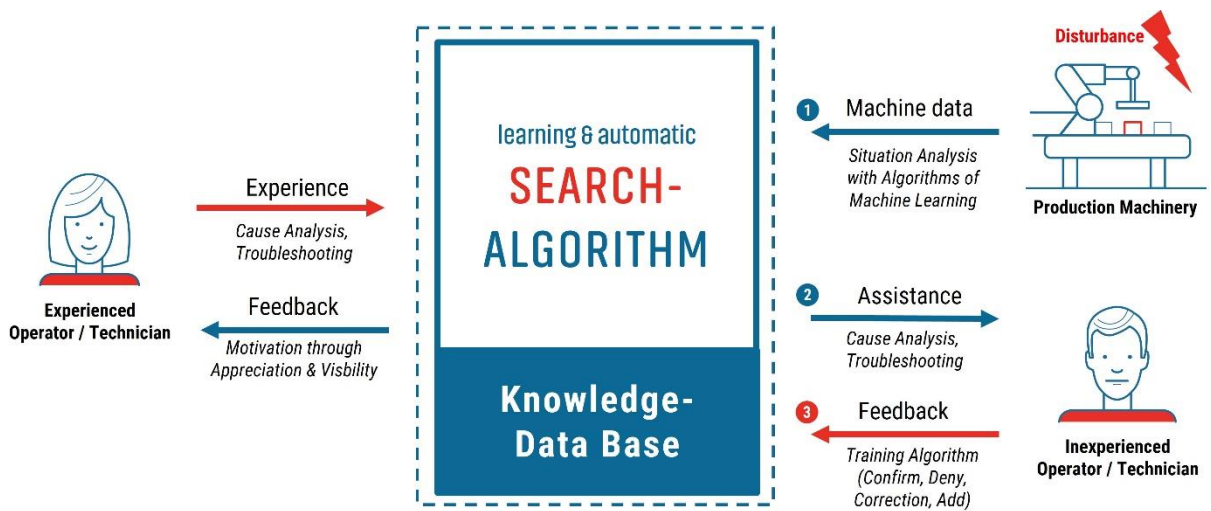 Experience
Cause Analysis,
Troubleshooting
Experienced
Operator / Technician
Feedback
Motivation through
Appreciation & Visbility
learning & automatic
SEARCH-
ALGORITHM
Knowledge-
Data Base
Disturbance
1
Machine data
Situation Analysis
with Algorithms of
Machine Learning
Production Machinery
2
Assistance
Cause Analysis,
Troubleshooting
3
Feedback
Training Algorithm
(Confirm, Deny,
Correction, Add)
Inexperienced
Operator / Technician